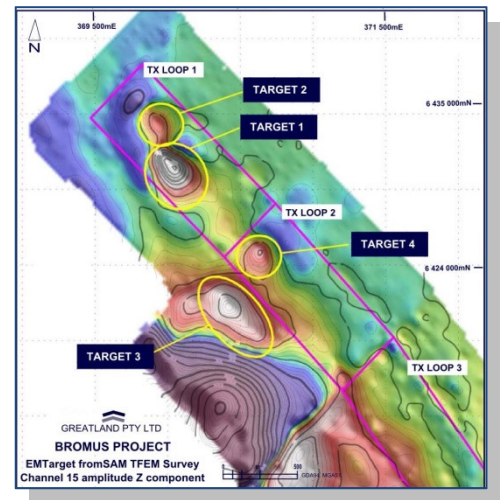 369 500mE
371 500mE
N
TX LOOP 1
TARGET 2
6 435 000mN
TARGET 1
TX LOOP 2
TARGET 4
6 424 000mN
TARGET 3
TX LOOP 3
GREATLAND PTY LTD
BROMUS PROJECT
EMTarget fromSAM TFEM Survey
Channel 15 amplitude Z component
500